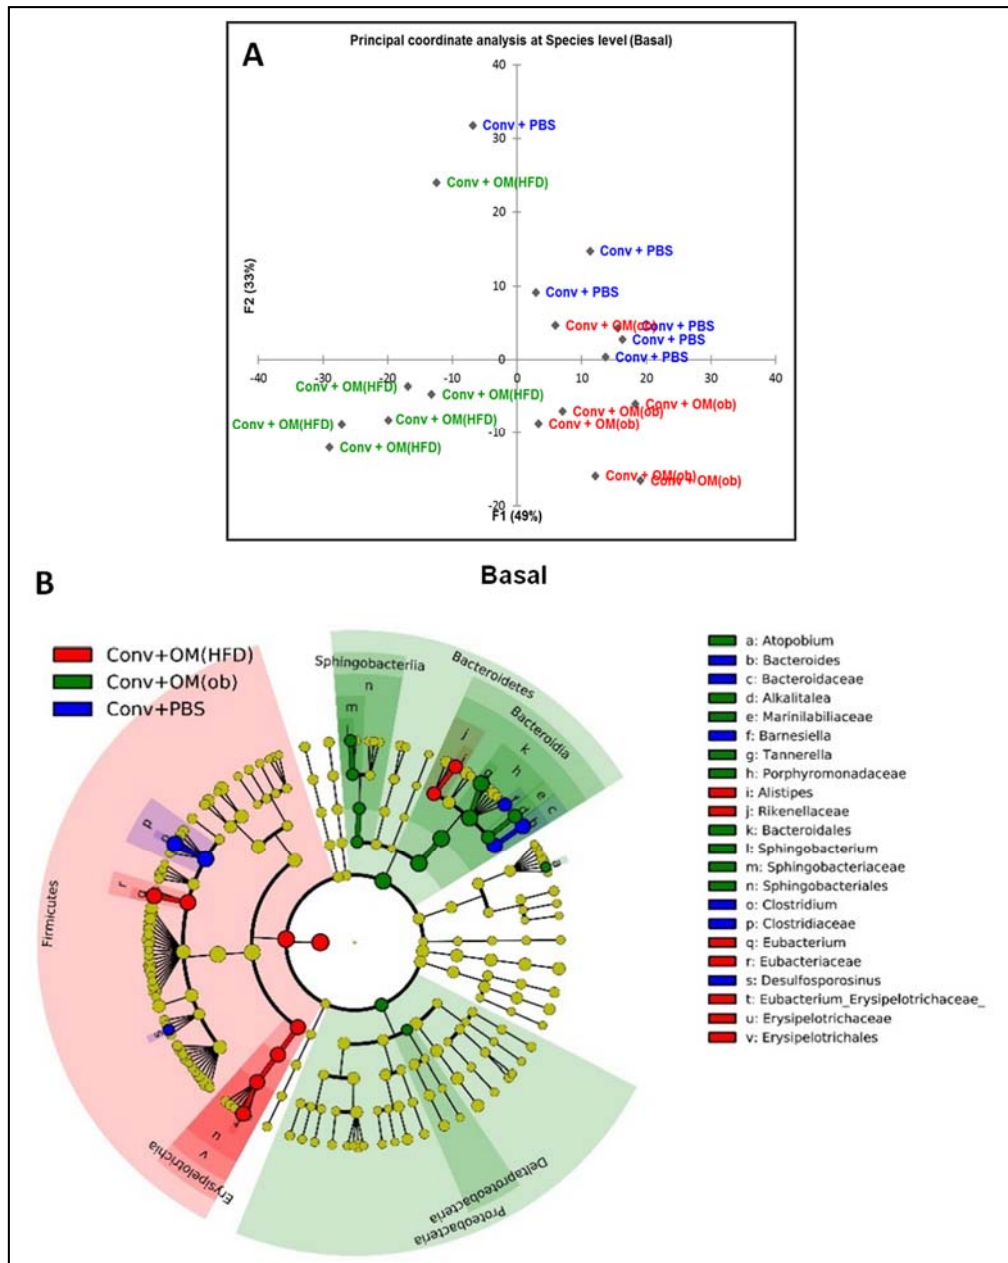 A
Principal coordinate analysis at Species level (Basal)
40
Conv + PBS
30
Conv + OM(HFD)
20
Conv + PBS
F2 (33%)
10
Conv + PBS
Conv + OM(ob)
Conv + PBS
Conv + PBS
Conv + PBS
0
-40
-30
-20
-10
0
10
20
30
40
Conv + OM(HFD)
Conv + OM(HFD)
Conv + OM(ob)
Conv + OM(ob)
Conv + OM(HFD)
Conv + OM(HFD)
Conv + OM(ob)
-10
Conv + OM(HFD)
Conv + OM(ob)
Conv + OM(ob)
-20
F1 (49%)
B
Basal
Conv+OM(HFD)
Conv+OM(ob)
Conv+PBS
Sphingobacteriia
Bacteroidetes
Bacteroidia
n
m
l
j
i
k
h
g
f
e
d
c
b
a
Firmicutes
p
o
r
q
s
t
u
v
Erysipelotrichia
Deltaproteobacteria
Proteobacteria
a: Atopobium
b: Bacteroides
c: Bacteroidaceae
d: Alkalitalea
e: Marinilabiliaceae
f: Barnesiella
g: Tannerella
h: Porphyromonadaceae
i: Alistipes
j: Rikenellaceae
k: Bacteroidales
l: Sphingobacterium
m: Sphingobacteriaceae
n: Sphingobacteriales
o: Clostridium
p: Clostridiaceae
q: Eubacterium
r: Eubacteriaceae
s: Desulfosporosinus
t: Eubacterium_Erysipelotrichaceae_
u: Erysipelotrichaceae
v: Erysipelotrichales